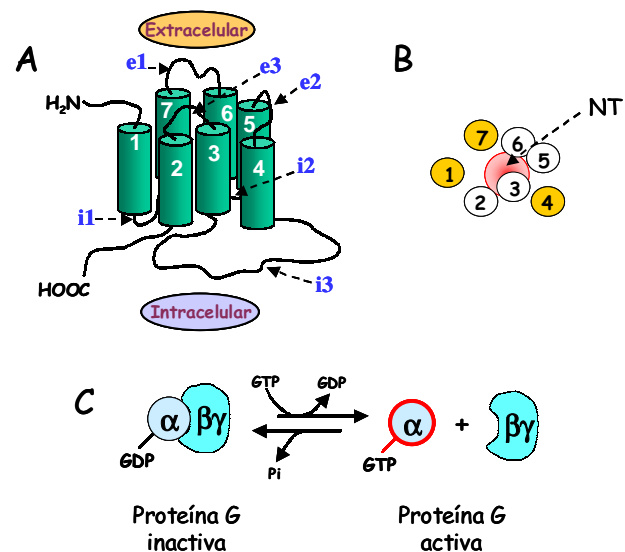 Extracelular
A
e1
e3
e2
H₂N
7
6
5
1
2
3
4
i2
i1
HOOC
i3
Intracelular
B
NT
7
6
5
1
2
3
4
C
GTP
GDP
α
βγ
GDP
Pi
α
+
βγ
GTP
Proteína G
inactiva
Proteína G
activa